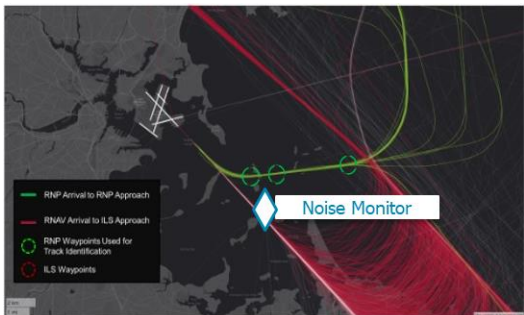 Noise Monitor
RNP Arrival to RNP Approach
RNAV Arrival to ILS Approach
RNP Waypoints Used for
Track Identification
ILS Waypoints